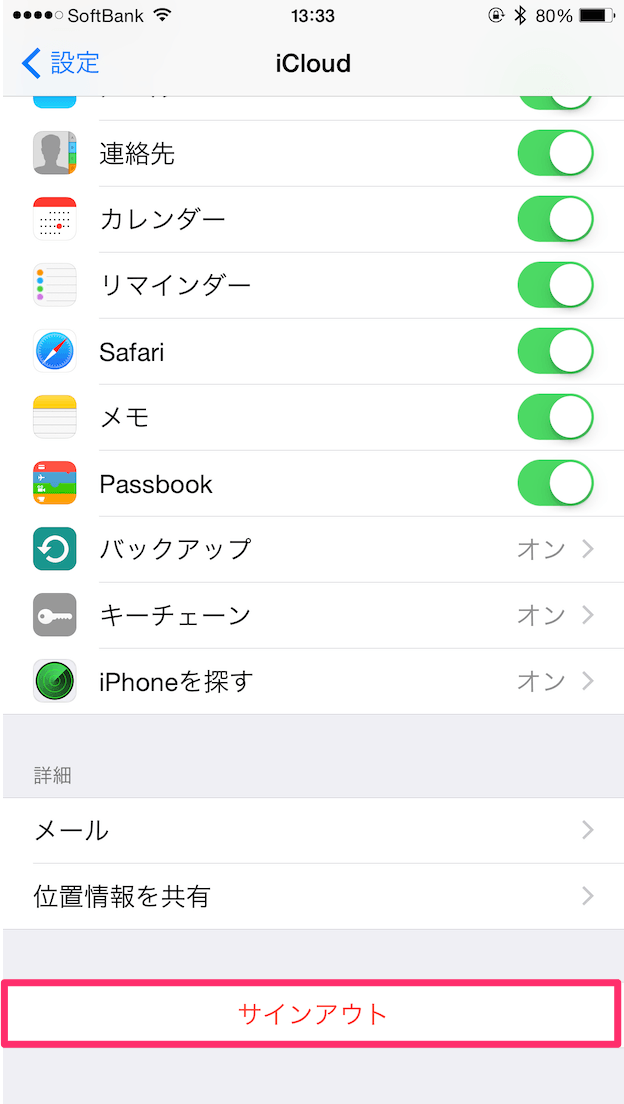 SoftBank 13:33 80%
設定 iCloud
連絡先
カレンダー
リマインダー
Safari
メモ
Passbook
バックアップ オン
キーチェーン オン
iPhoneを探す オン
詳細
メール
位置情報を共有
サインアウト